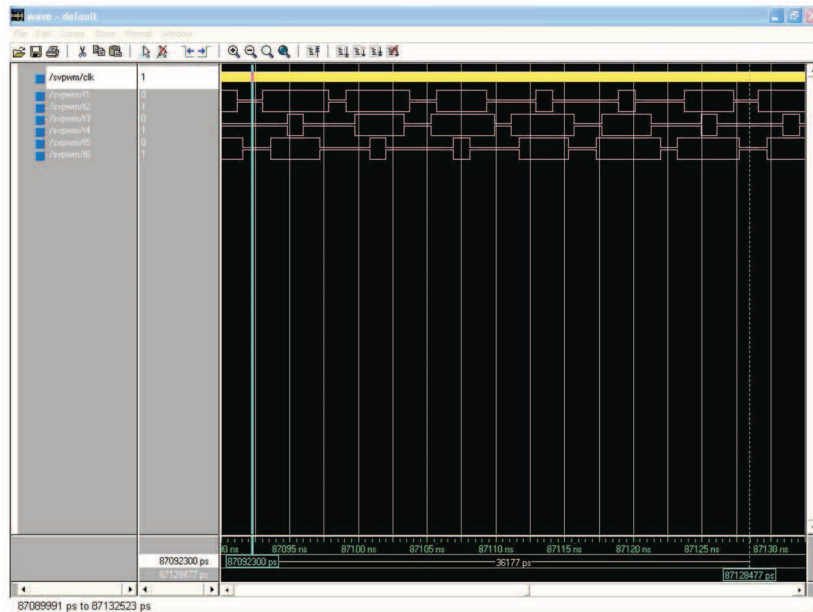 wave - default
File Edit Cursor Zoom Format Window
/svpwm/clk 1
/svpwm/t1 0
/svpwm/t2 1
/svpwm/t3 0
/svpwm/t4 1
/svpwm/t5 0
/svpwm/t6 1
87095 ns 87100 ns 87105 ns 87110 ns 87115 ns 87120 ns 87125 ns 87130 ns
87092300 ps 87092300 ps 36177 ps
87128477 ps 87128477 ps
87089991 ps to 87132523 ps